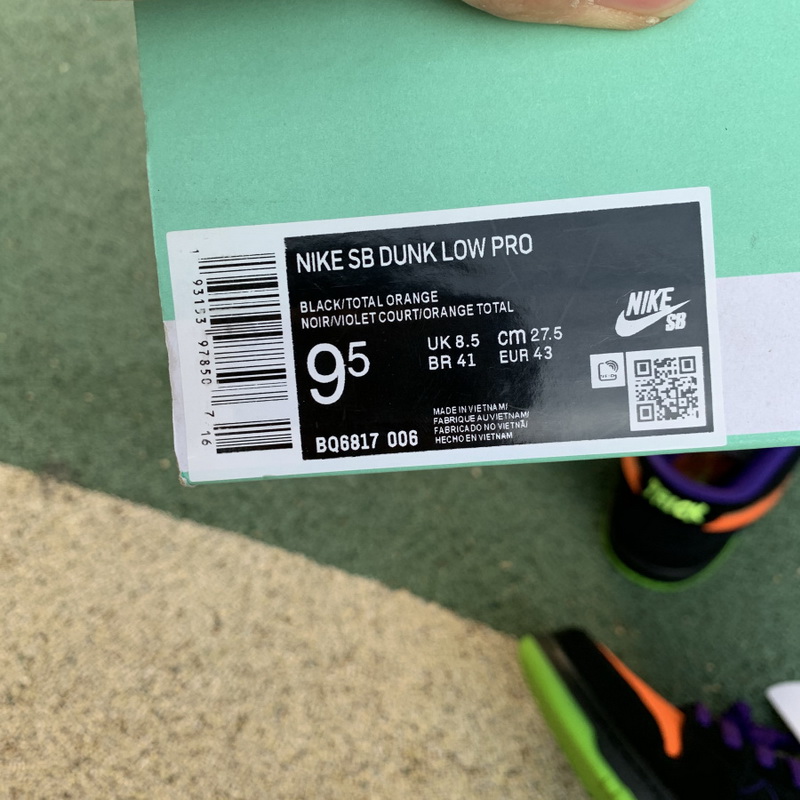 NIKE SB DUNK LOW PRO
BLACK/TOTAL ORANGE
NOIR/VIOLET COURT/ORANGE TOTAL
9⁵
UK 8.5 cm 27.5
BR 41 EUR 43
NIKE
SB
MADE IN VIETNAM/
FABRIQUE AU VIETNAM/
FABRICADO NO VIETNÃ/
HECHO EN VIETNAM
BQ6817 006
1 93153 97850 7 16